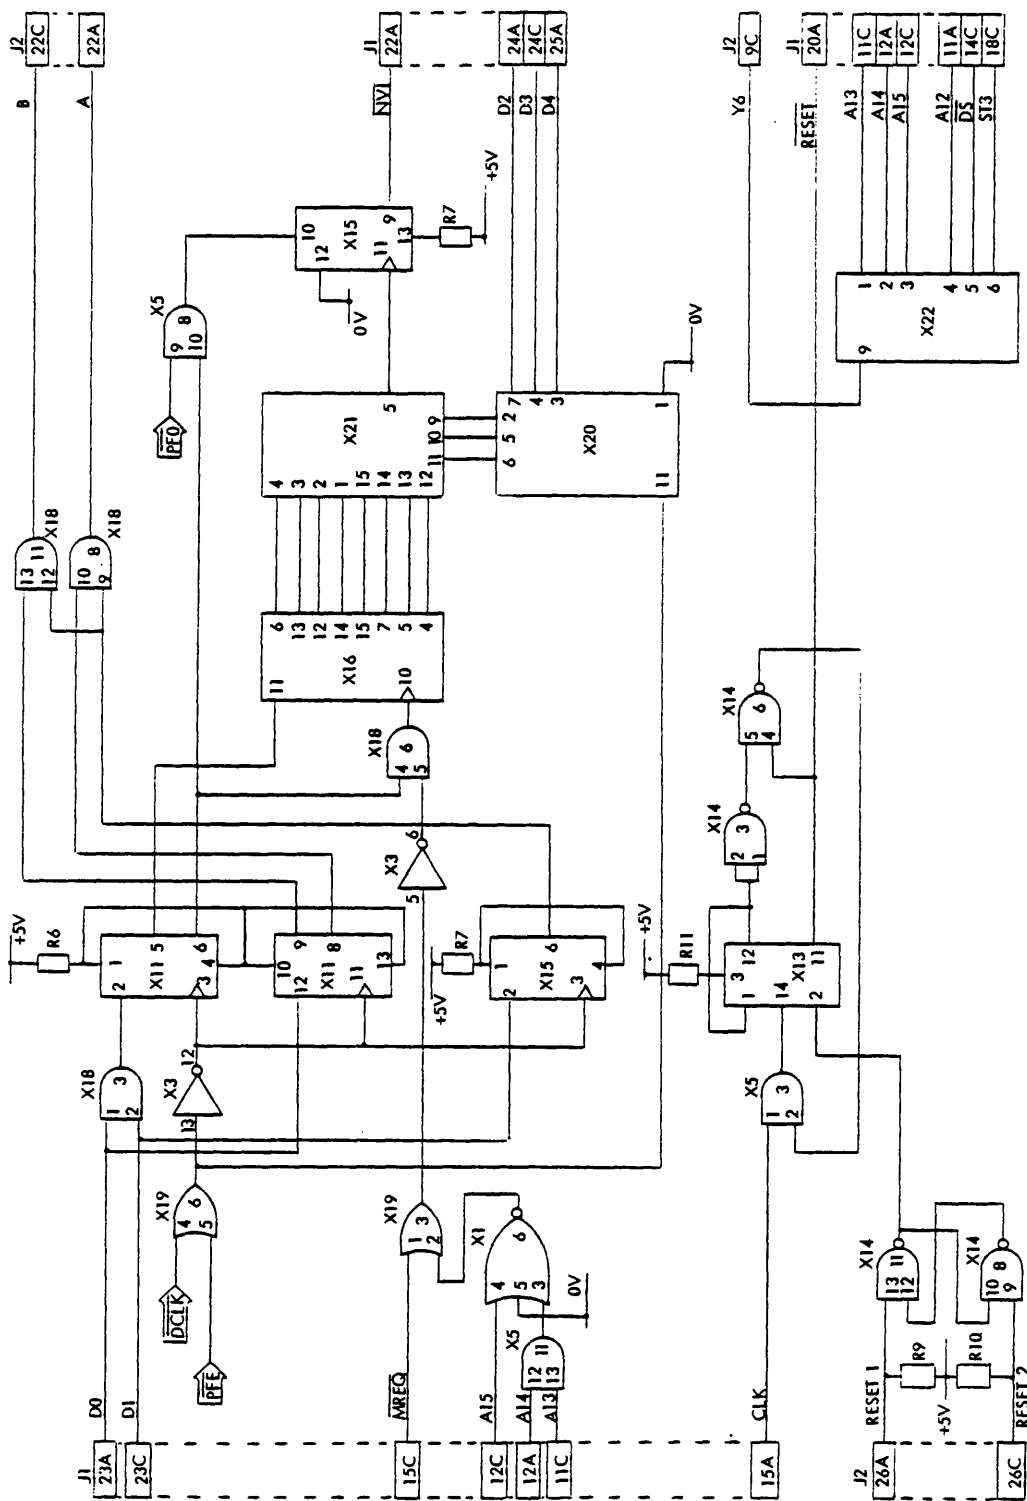 J1
23A
D0
23C
D1
DCLK
PFE
X19
4
5
6
X18
1
2
3
X3
13
12
+5V
R6
1
2
X11
3
4
5
6
10
12
X11
11
13
9
8
X18
13
12
11
X18
10
9
8
B
A
J2
22C
22A
PFO
X5
9
10
8
10
12
X15
11
9
13
0V
R7
+5V
NVI
J1
22A
15C
MREQ
X19
1
2
3
12C
A15
12A
A14
11C
A13
X5
12
13
11
X1
4
5
3
6
0V
X3
5
6
+5V
R7
1
2
X15
3
4
6
X18
4
5
6
11
X16
10
6
13
12
14
15
7
5
4
4
3
2
1
15
14
13
12
X21
5
11
10
9
6
5
2
X20
7
4
3
11
1
0V
D2
D3
D4
24A
24C
25A
15A
CLK
X5
1
2
3
+5V
R11
3
1
14
2
X13
12
11
X14
2
1
3
X14
5
4
6
Y6
J2
9C
RESET
J1
20A
J2
26A
RESET 1
R9
+5V
R10
26C
RESET 2
X14
13
12
11
X14
10
9
8
9
X22
1
2
3
4
5
6
A13
A14
A15
A12
DS
ST3
11C
12A
12C
11A
14C
18C